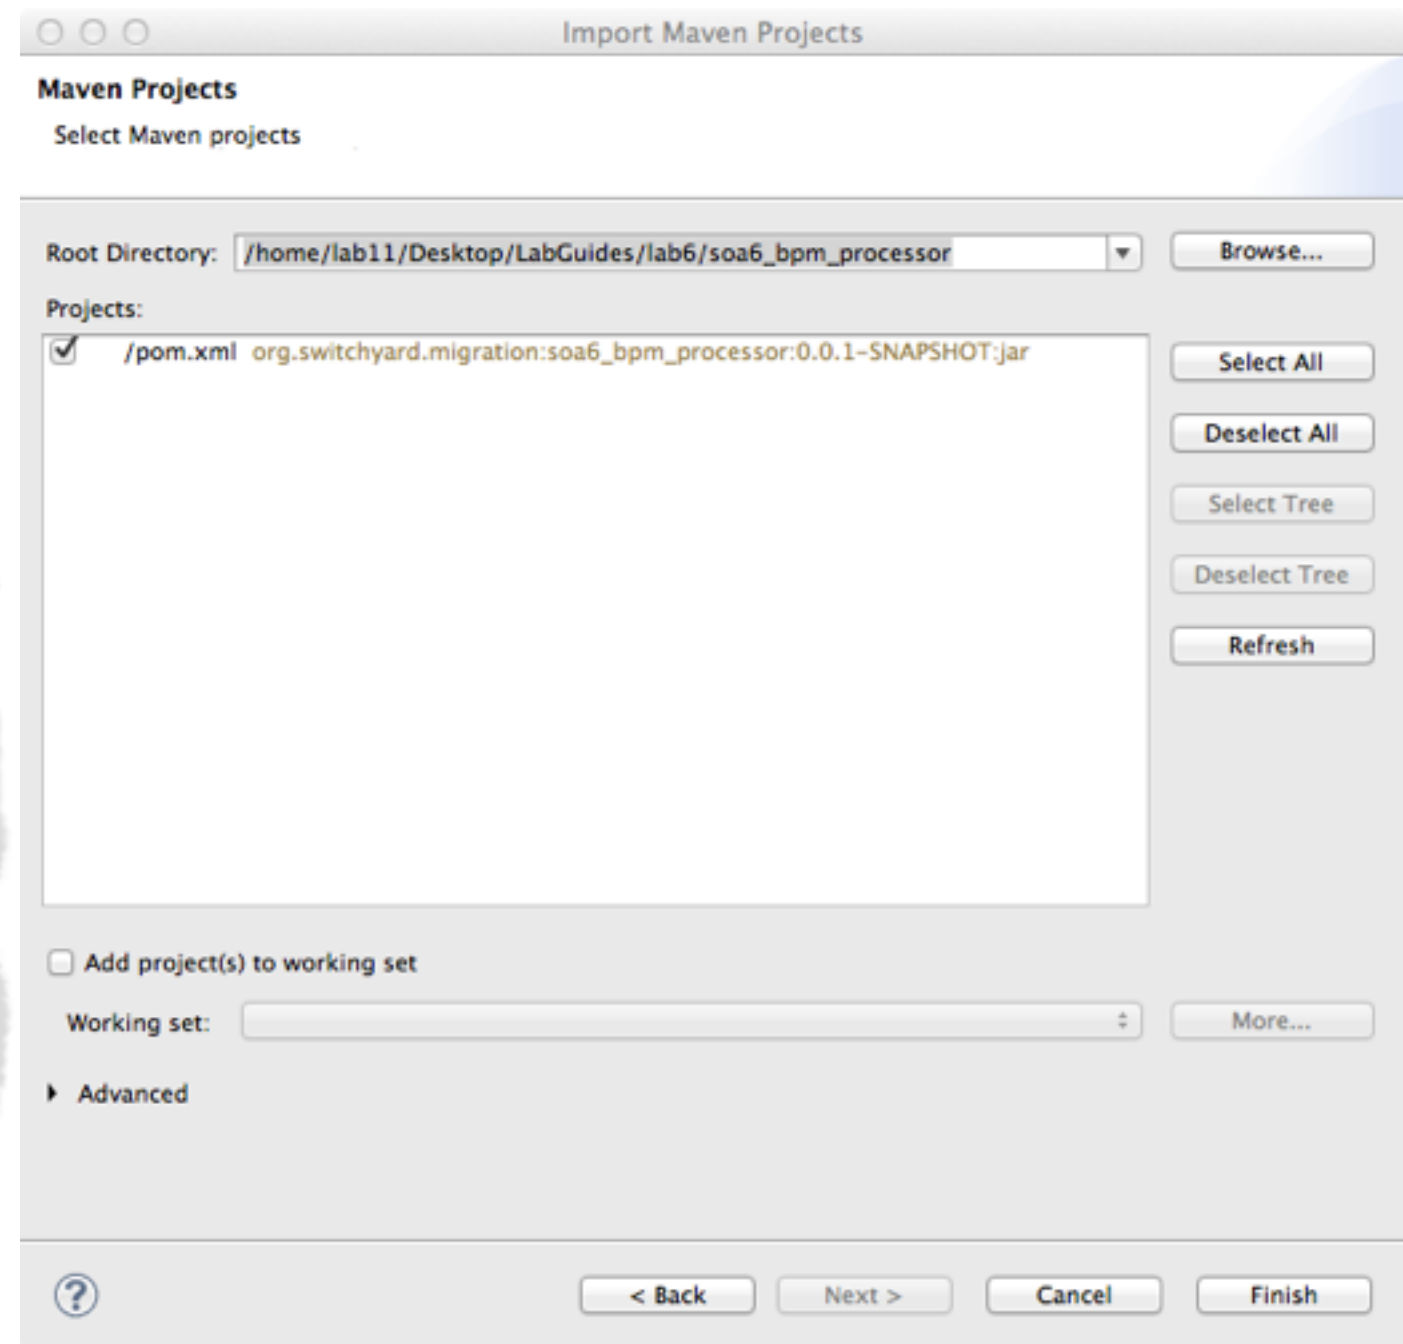 Import Maven Projects
Maven Projects
Select Maven projects
Root Directory: /home/lab11/Desktop/LabGuides/lab6/soa6_bpm_processor Browse...
Projects:
/pom.xml org.switchyard.migration:soa6_bpm_processor:0.0.1-SNAPSHOT:jar
Select All
Deselect All
Select Tree
Deselect Tree
Refresh
Add project(s) to working set
Working set: More...
Advanced
? < Back Next > Cancel Finish